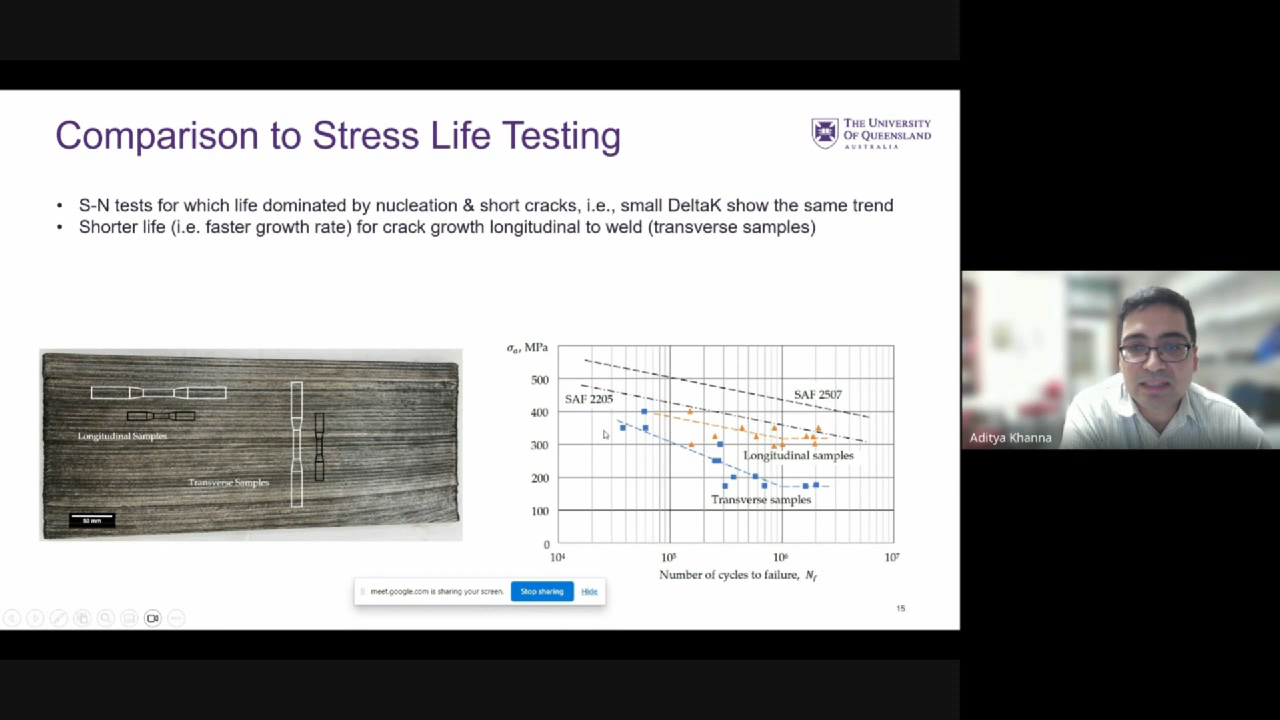 Comparison to Stress Life Testing
THE UNIVERSITY
OF QUEENSLAND
AUSTRALIA
• S-N tests for which life dominated by nucleation & short cracks, i.e., small DeltaK show the same trend
• Shorter life (i.e. faster growth rate) for crack growth longitudinal to weld (transverse samples)
Longitudinal Samples
Transverse Samples
50 mm
σa, MPa
500
400
300
200
100
0
10⁴
10⁵
10⁶
10⁷
SAF 2205
SAF 2507
Longitudinal samples
Transverse samples
Number of cycles to failure, Nf
meet.google.com is sharing your screen.
Stop sharing
Hide
15
Aditya Khanna